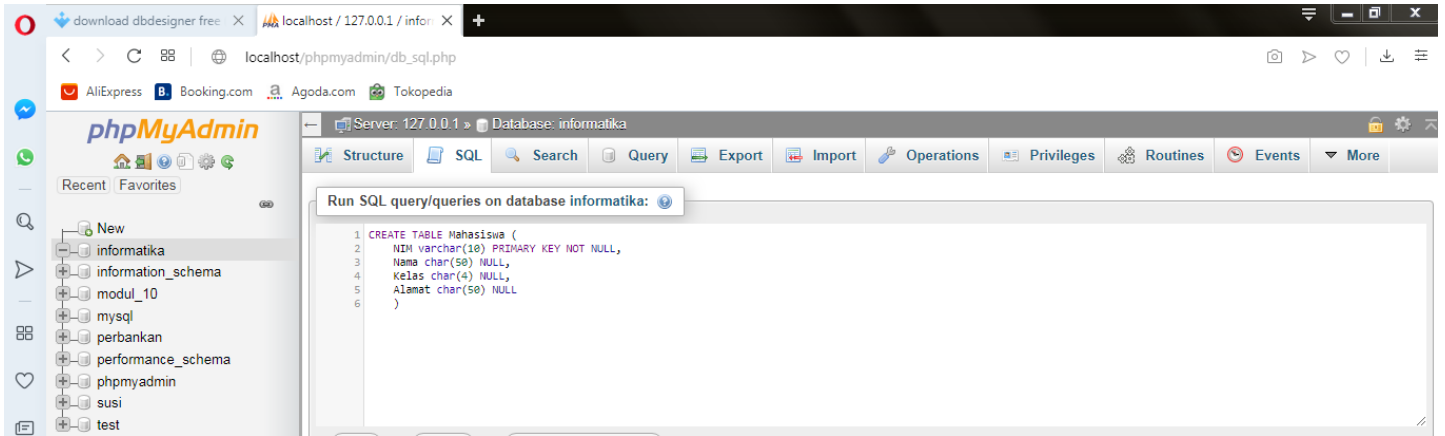 download dbdesigner free
localhost / 127.0.0.1 / infor
localhost/phpmyadmin/db_sql.php
AliExpress B. Booking.com a Agoda.com Tokopedia
phpMyAdmin
Recent Favorites
New
informatika
information_schema
modul_10
mysql
perbankan
performance_schema
phpmyadmin
susi
test
Server: 127.0.0.1 » Database: informatika
Structure SQL Search Query Export Import Operations Privileges Routines Events More
Run SQL query/queries on database informatika:
1 CREATE TABLE Mahasiswa (
2 NIM varchar(10) PRIMARY KEY NOT NULL,
3 Nama char(50) NULL,
4 Kelas char(4) NULL,
5 Alamat char(50) NULL
6 )